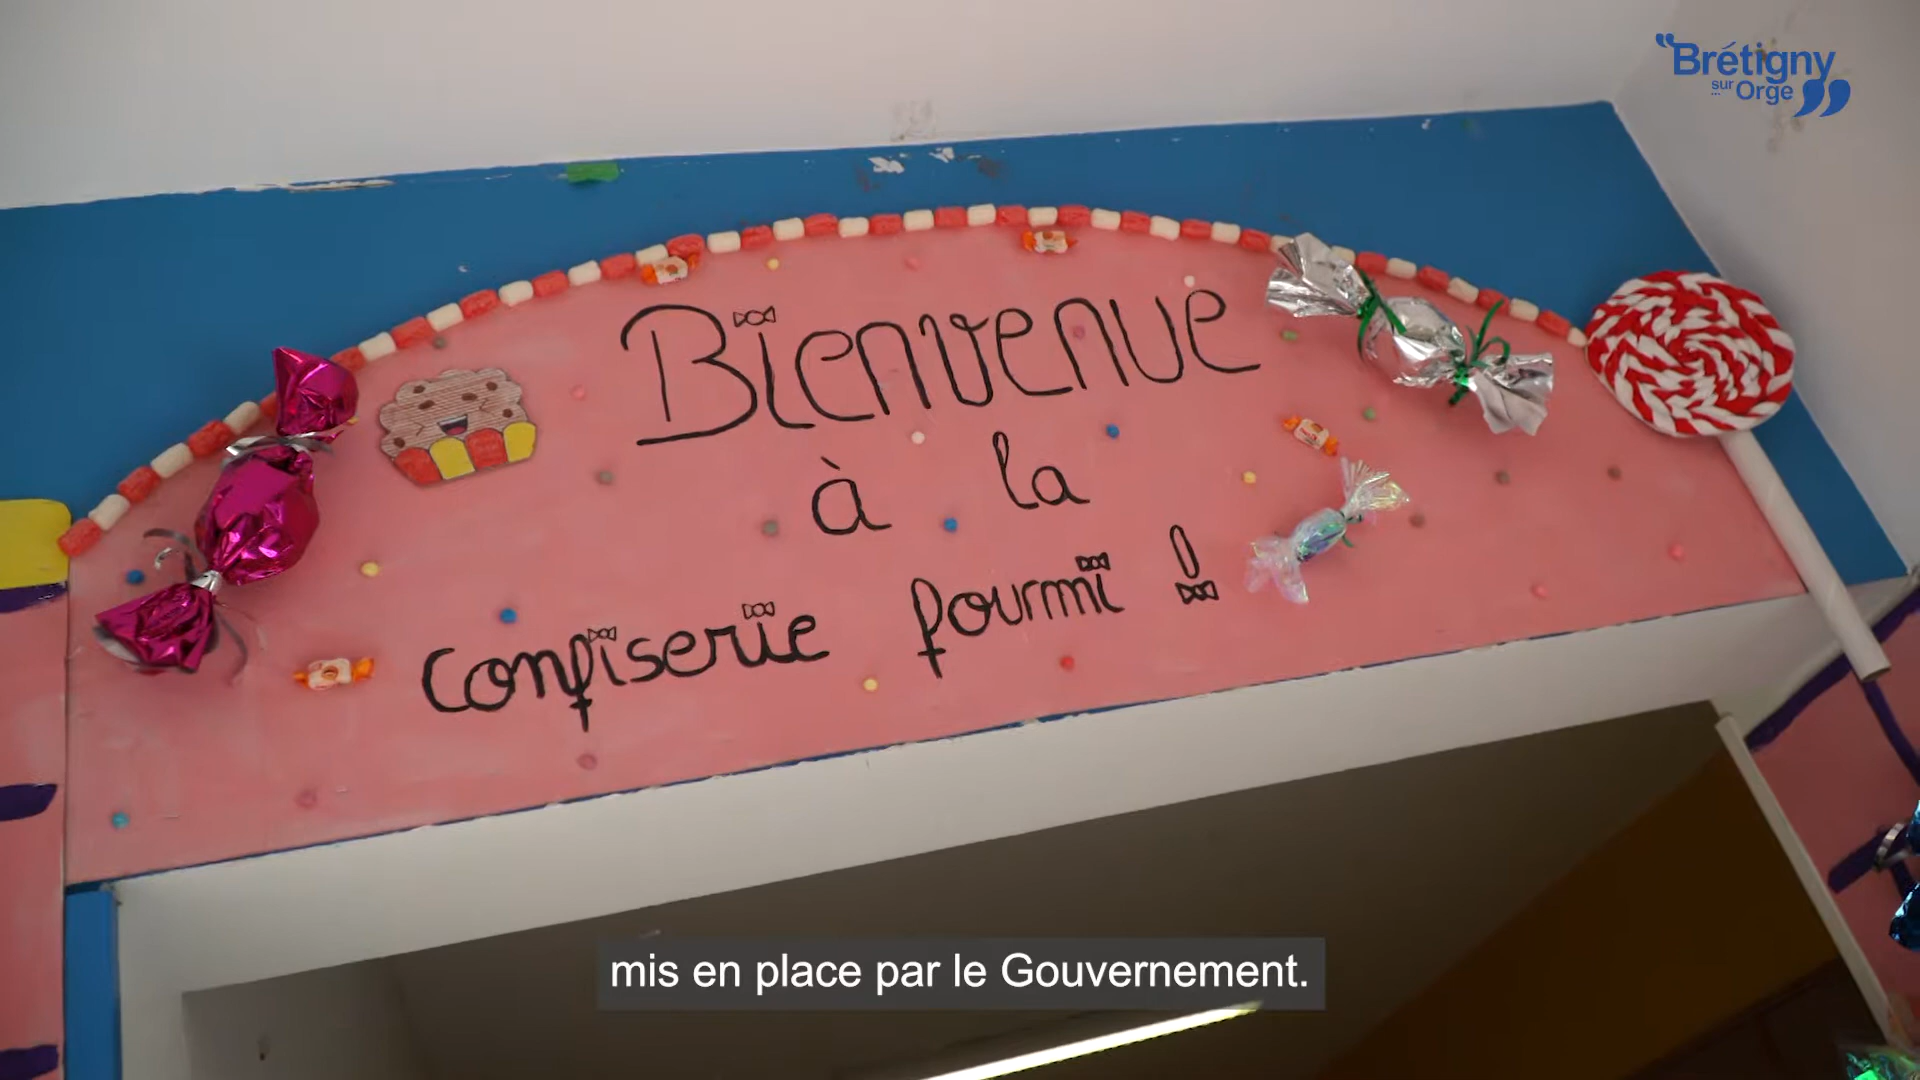 Brétigny
sur Orge
Bienvenue
à la
confiserie fourmi !
mis en place par le Gouvernement.